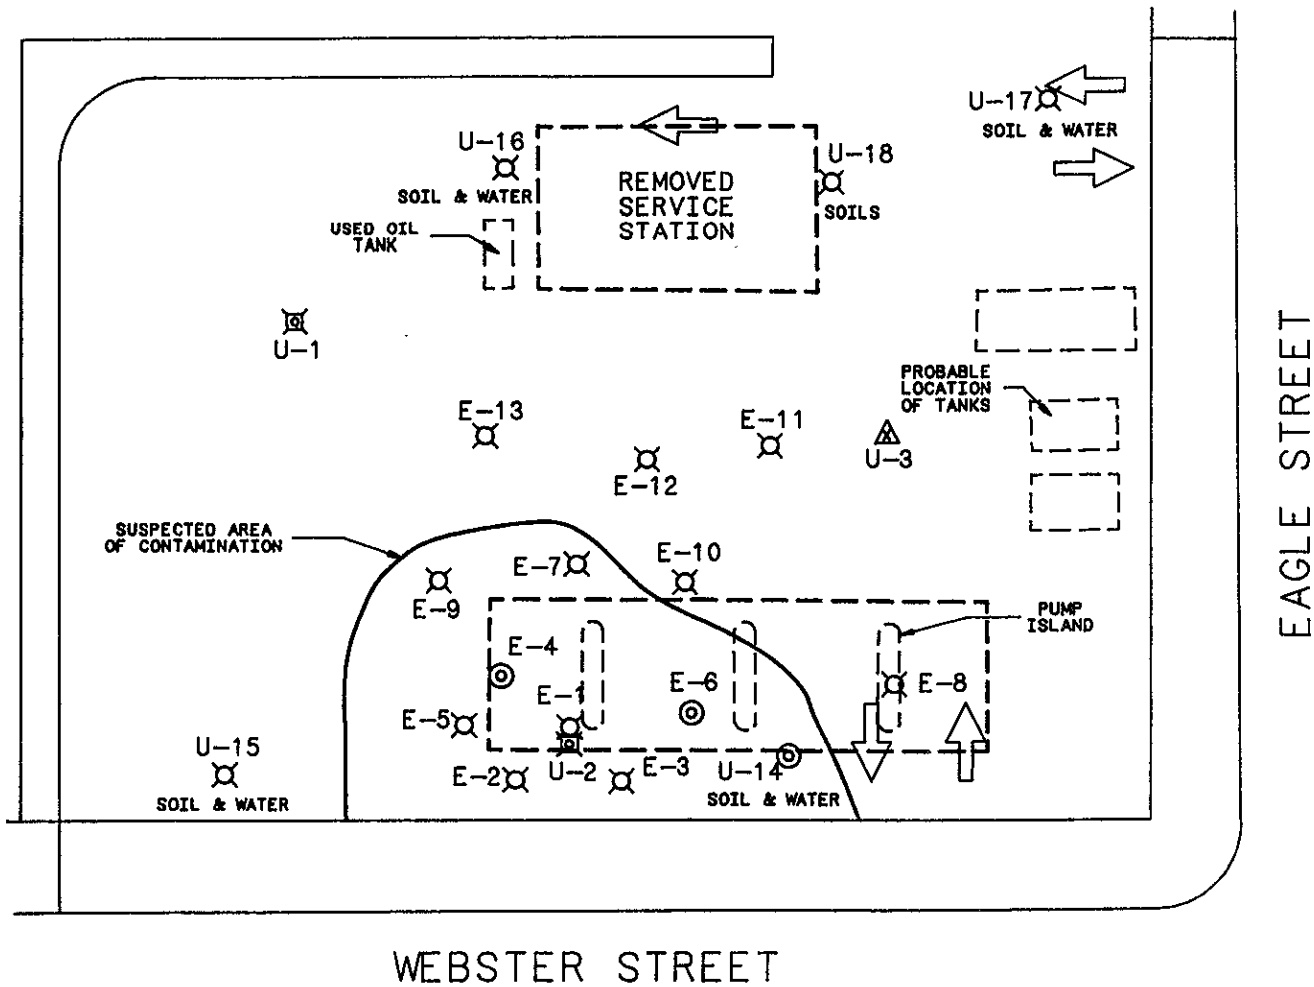 U-17
SOIL & WATER
U-16
SOIL & WATER
REMOVED
SERVICE
STATION
U-18
SOILS
USED OIL
TANK
U-1
EAGLE STREET
PROBABLE
LOCATION
OF TANKS
E-13
E-11
E-12
U-3
SUSPECTED AREA
OF CONTAMINATION
E-7
E-10
E-9
PUMP
ISLAND
E-4
E-1
E-6
E-8
E-5
U-15
SOIL & WATER
E-2
U-2
E-3
U-14
SOIL & WATER
WEBSTER STREET